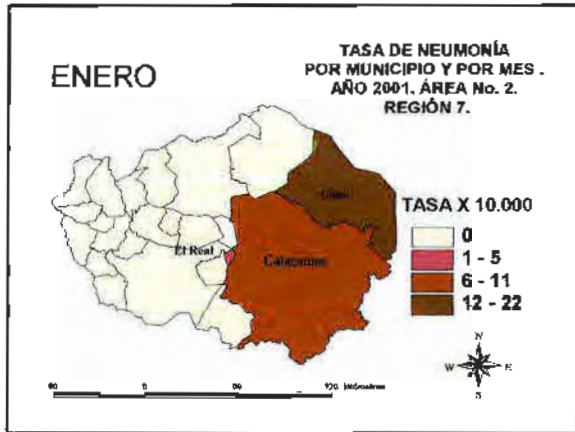 ENERO
TASA DE NEUMONÍA
POR MUNICIPIO Y POR MES .
AÑO 2001. ÁREA No. 2.
REGIÓN 7.
El Real
Catacamas
TASA X 10.000
0
1 - 5
6 - 11
12 - 22
N
W E
S